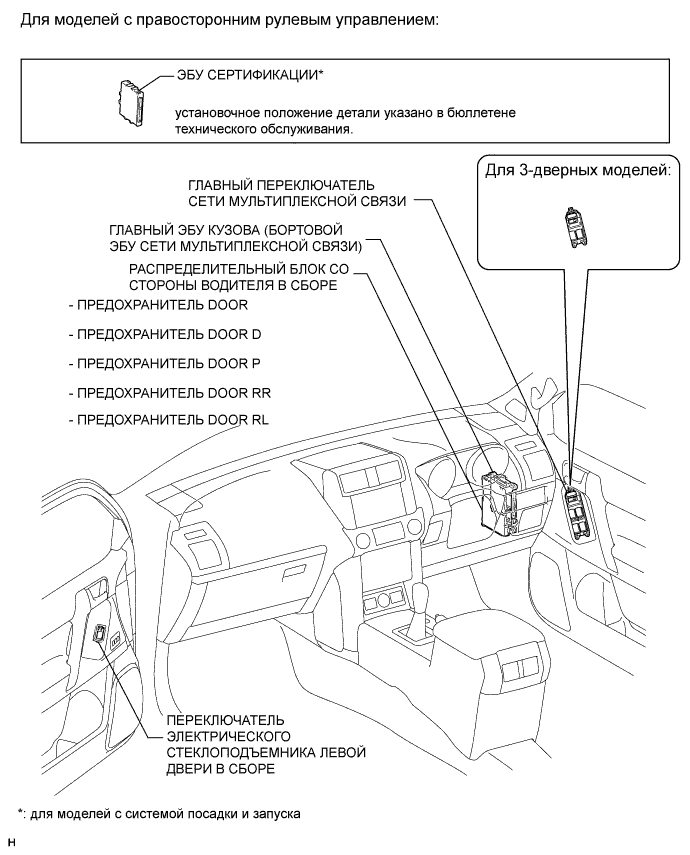 Для моделей с правосторонним рулевым управлением:
ЭБУ СЕРТИФИКАЦИИ*
установочное положение детали указано в бюллетене
технического обслуживания.
Для 3-дверных моделей:
ГЛАВНЫЙ ПЕРЕКЛЮЧАТЕЛЬ
СЕТИ МУЛЬТИПЛЕКСНОЙ СВЯЗИ
ГЛАВНЫЙ ЭБУ КУЗОВА (БОРТОВОЙ
ЭБУ СЕТИ МУЛЬТИПЛЕКСНОЙ СВЯЗИ)
РАСПРЕДЕЛИТЕЛЬНЫЙ БЛОК СО
СТОРОНЫ ВОДИТЕЛЯ В СБОРЕ
- ПРЕДОХРАНИТЕЛЬ DOOR
- ПРЕДОХРАНИТЕЛЬ DOOR D
- ПРЕДОХРАНИТЕЛЬ DOOR P
- ПРЕДОХРАНИТЕЛЬ DOOR RR
- ПРЕДОХРАНИТЕЛЬ DOOR RL
ПЕРЕКЛЮЧАТЕЛЬ
ЭЛЕКТРИЧЕСКОГО
СТЕКЛОПОДЪЕМНИКА ЛЕВОЙ
ДВЕРИ В СБОРЕ
*: для моделей с системой посадки и запуска
H